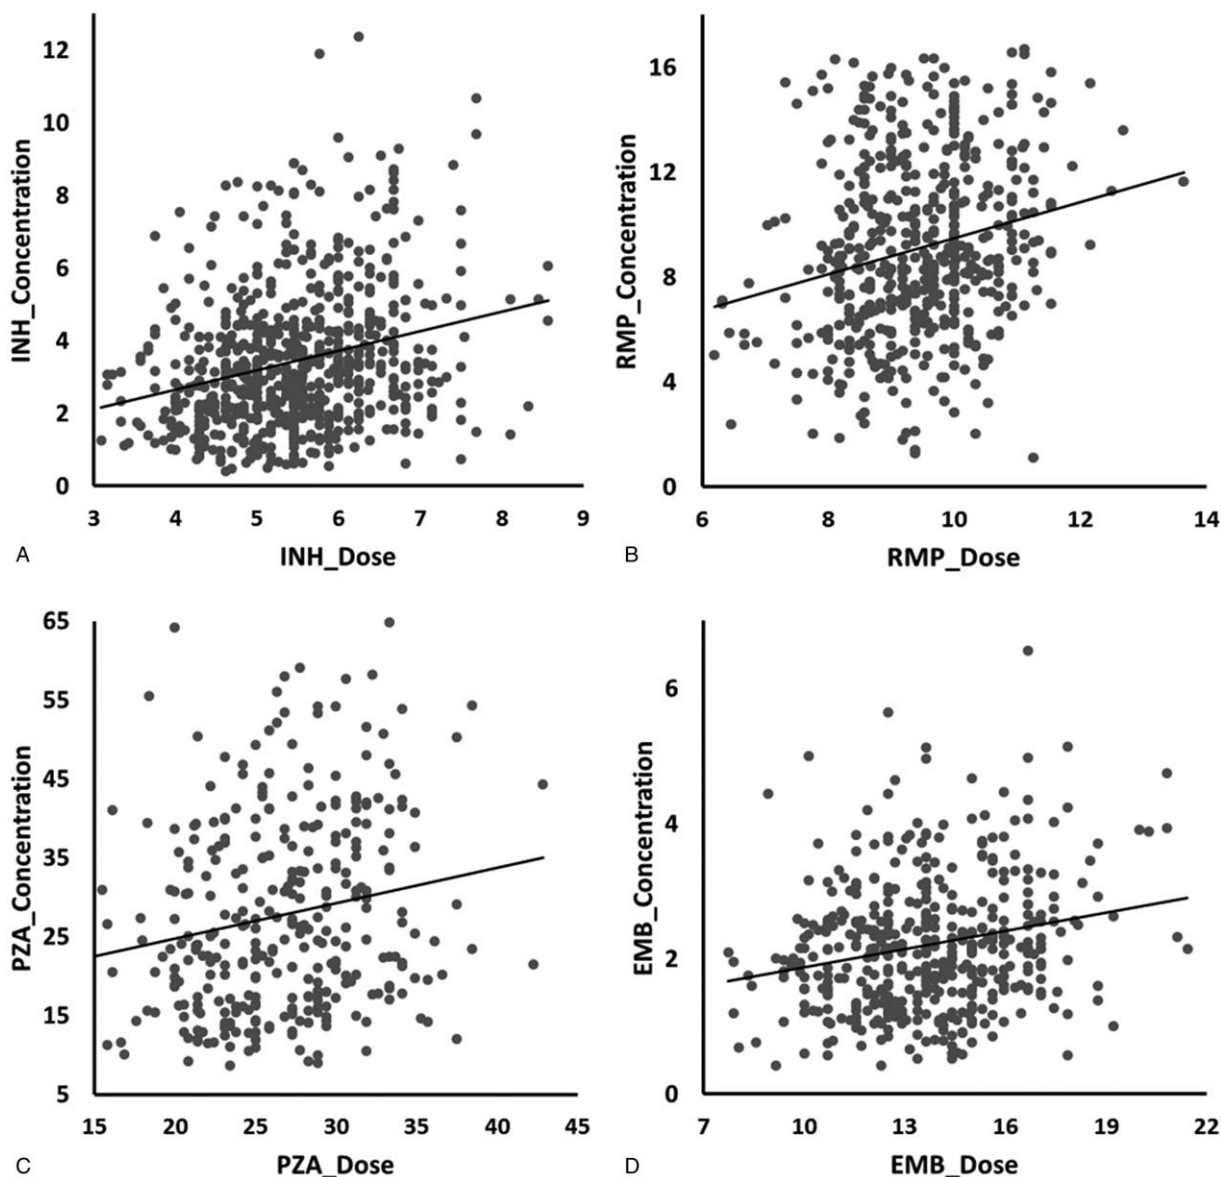 12
10
8
6
4
2
0
INH_Concentration
3 4 5 6 7 8 9
A INH_Dose
16
12
8
4
0
RMP_Concentration
6 8 10 12 14
B RMP_Dose
65
55
45
35
25
15
5
PZA_Concentration
15 20 25 30 35 40 45
C PZA_Dose
6
4
2
0
EMB_Concentration
7 10 13 16 19 22
D EMB_Dose